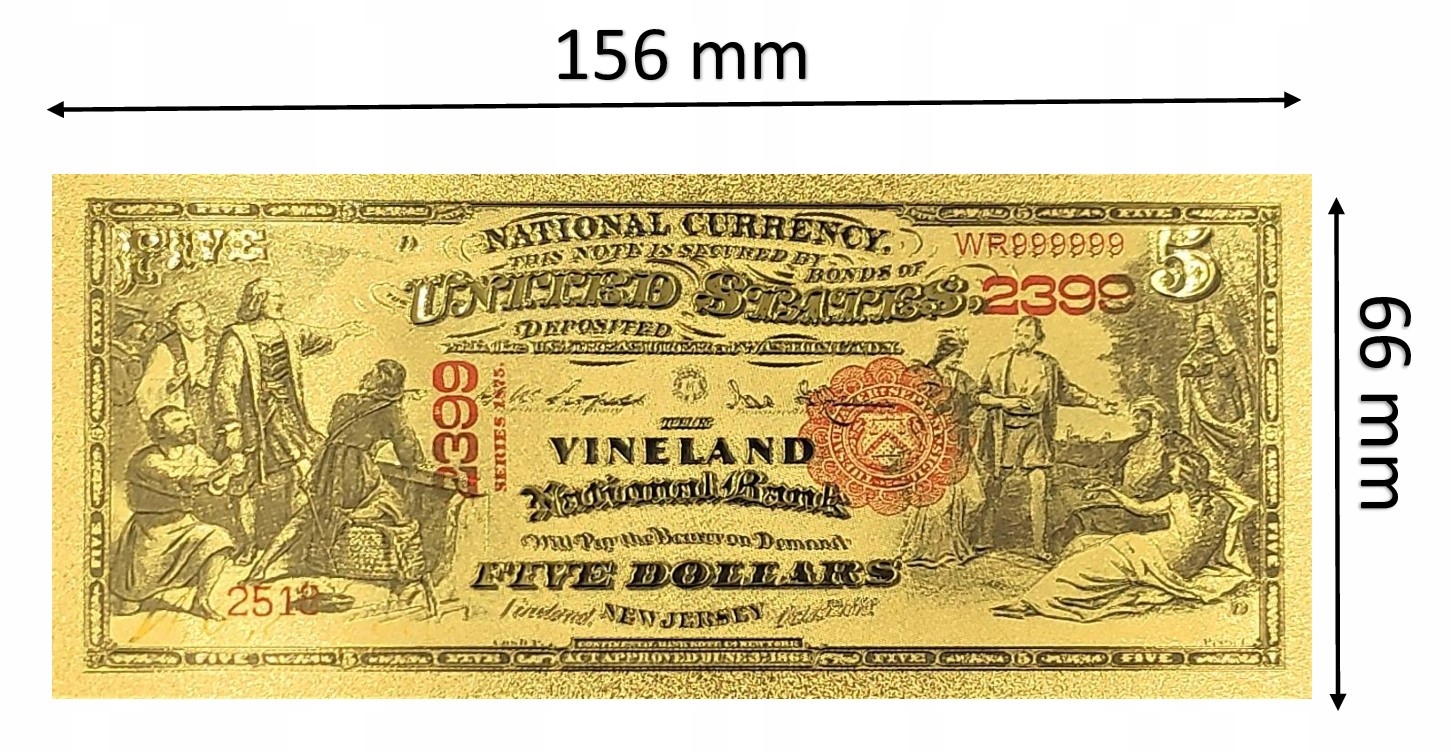 156 mm
66 mm
FIVE
D
NATIONAL CURRENCY.
THIS NOTE IS SECURED BY
BONDS OF
UNITED STATES.
DEPOSITED
WR999999
5
2399
2399
SERIES 1875.
THE
VINELAND
National Bank
Will Pay the Bearer on Demand
FIVE DOLLARS
Vineland, NEW JERSEY
2513
ACT APPROVED JUNE 3, 1864